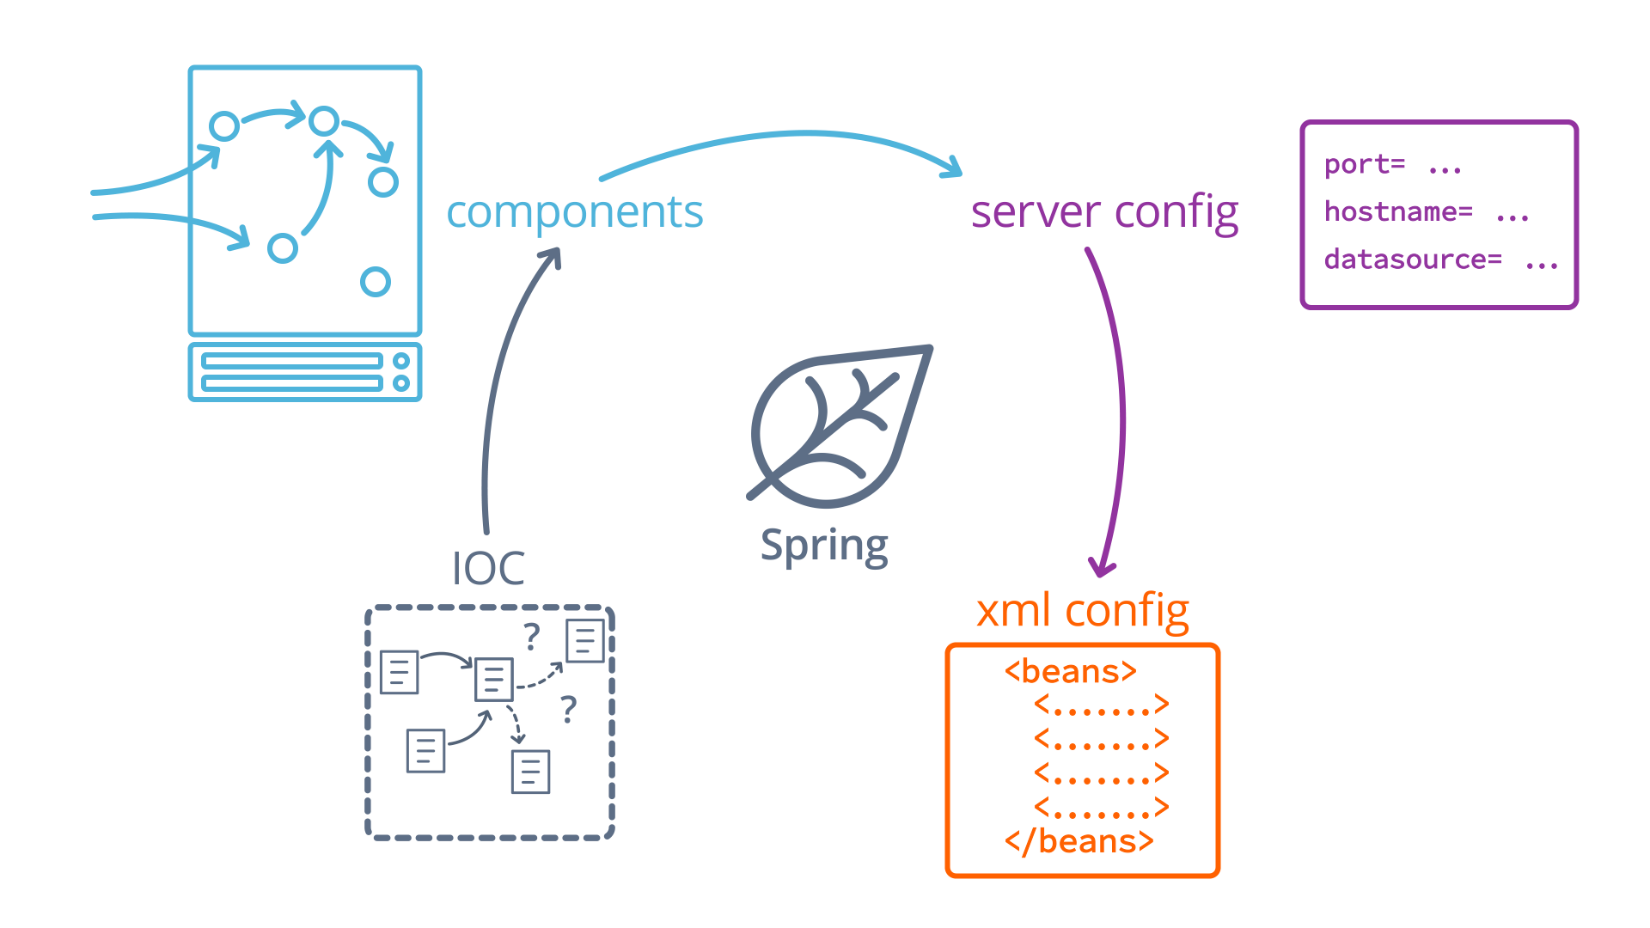 components
server config
port= ...
hostname= ...
datasource= ...
Spring
IOC
?
?
xml config
<beans>
<.......>
<.......>
<.......>
<.......>
</beans>